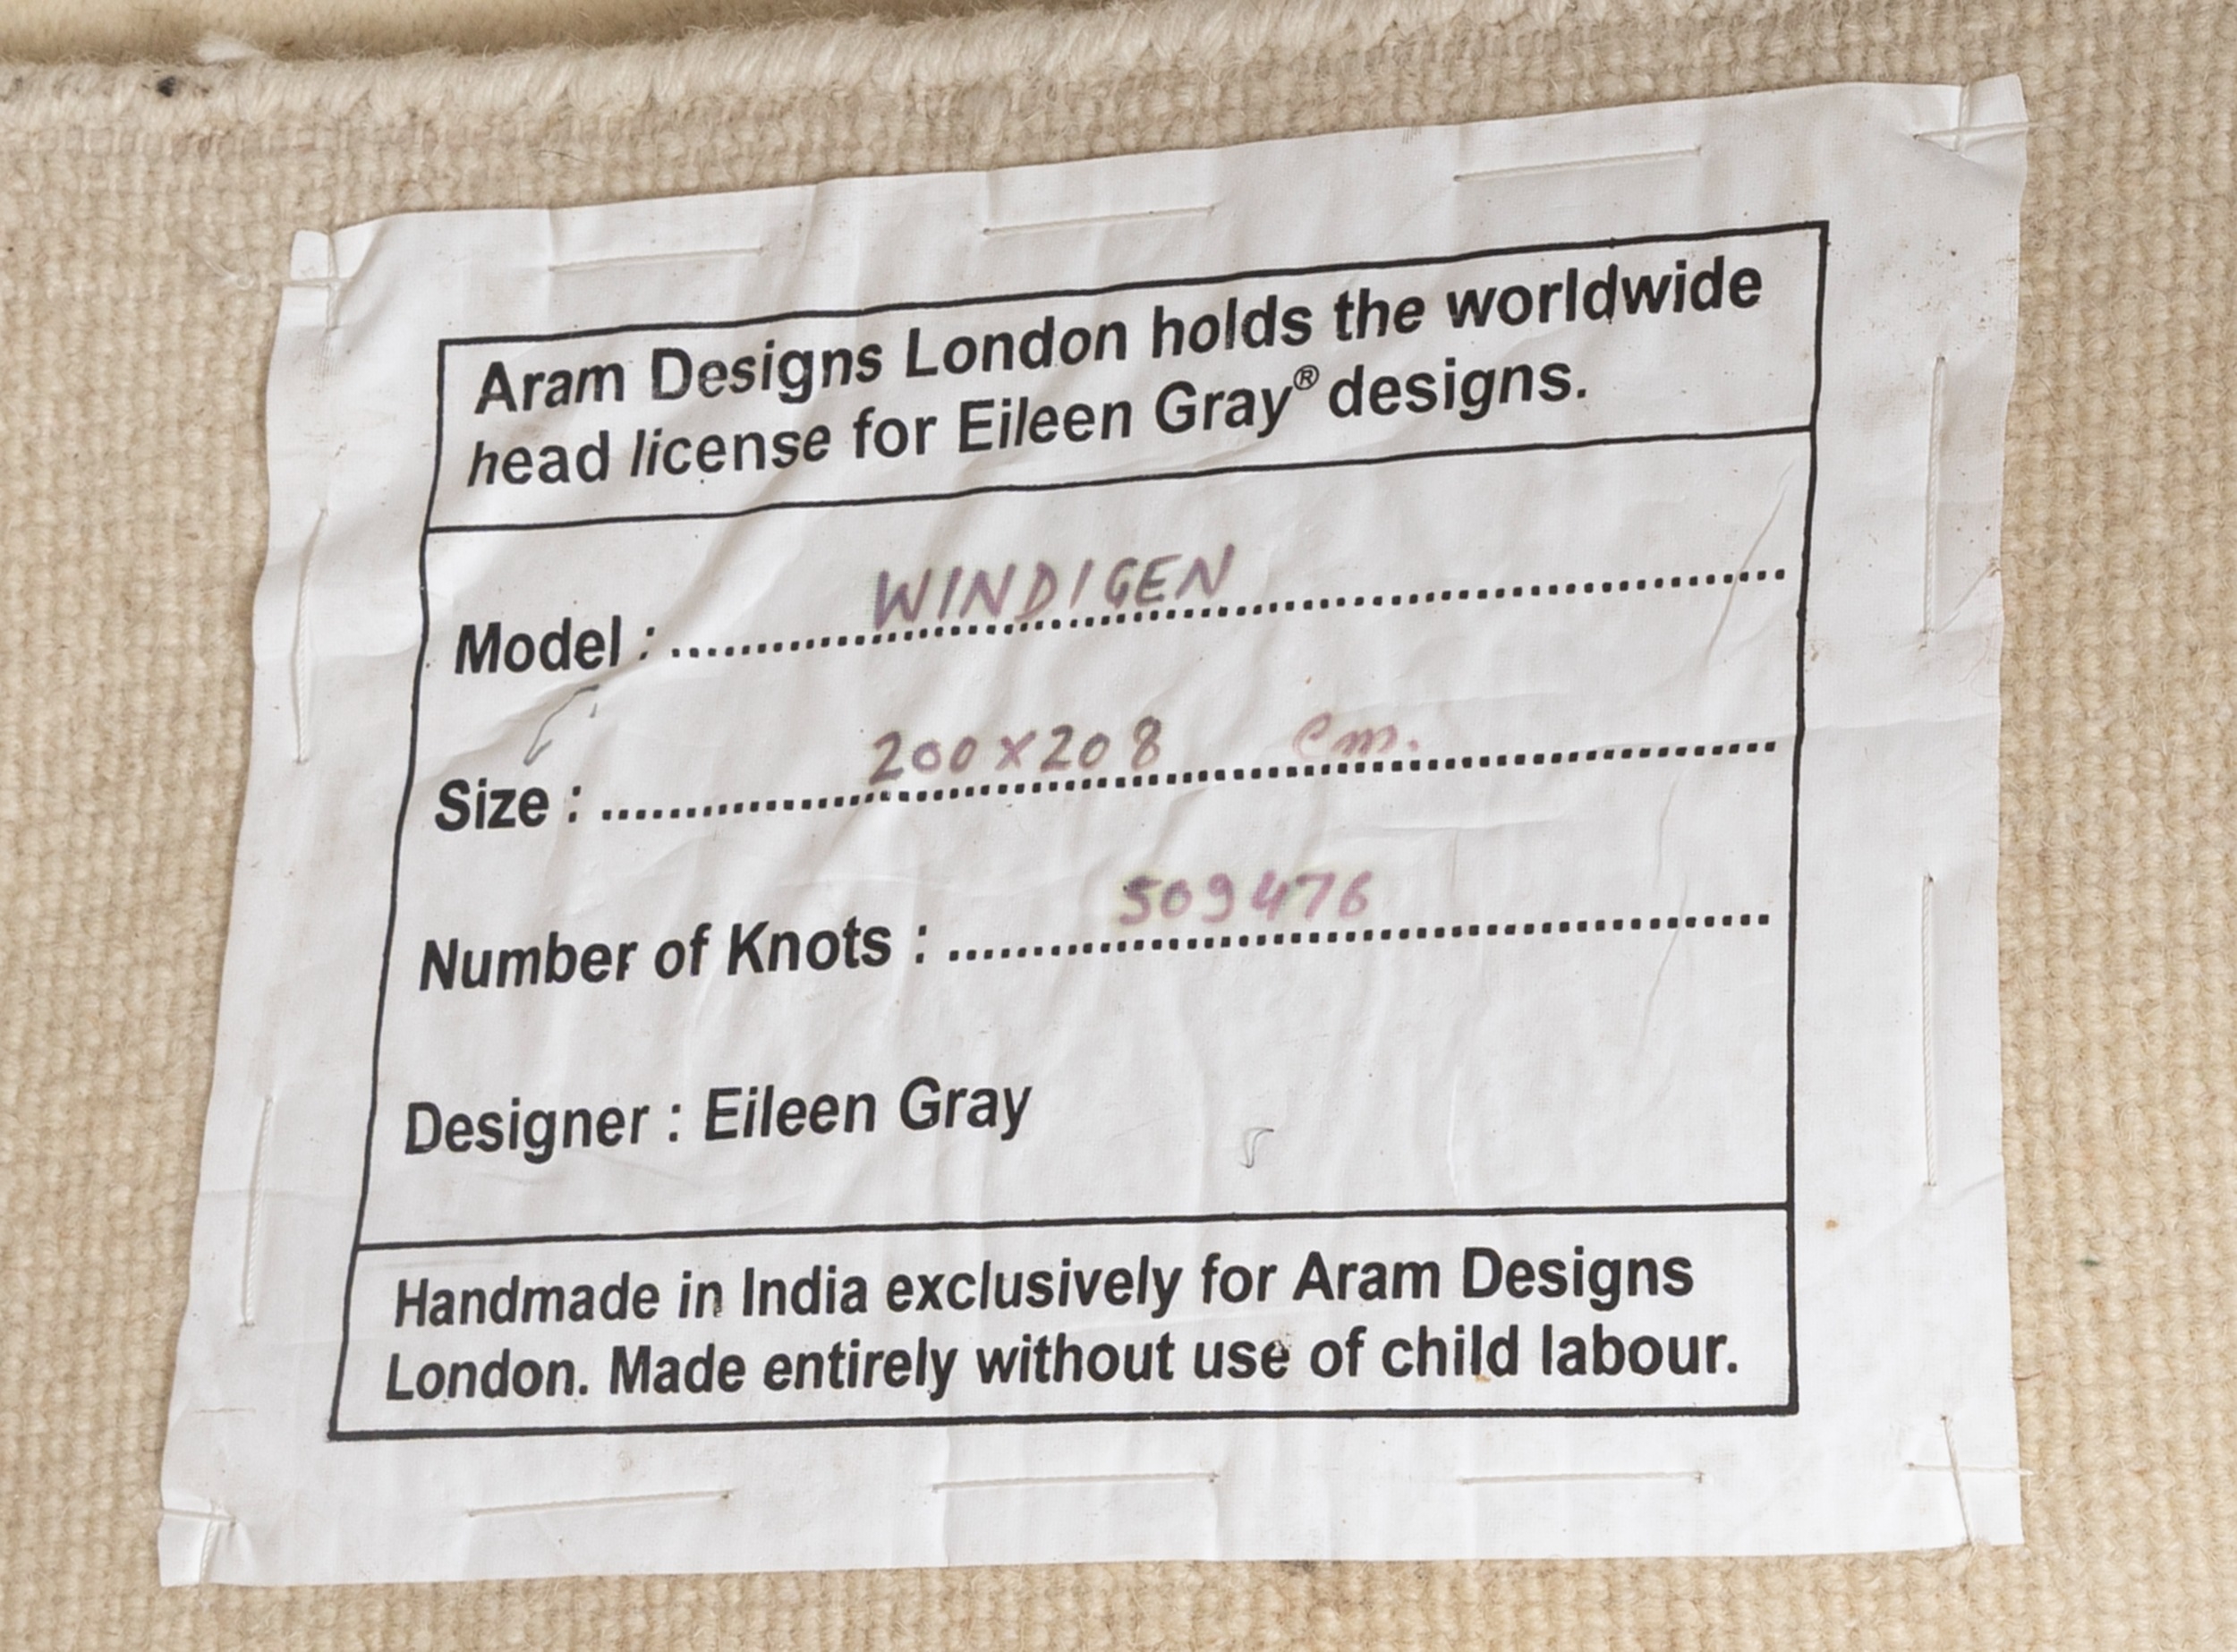 Aram Designs London holds the worldwide
head license for Eileen Gray® designs.
Model : WINDIGEN
Size : 200x208 cm.
Number of Knots : 509476
Designer : Eileen Gray
Handmade in India exclusively for Aram Designs
London. Made entirely without use of child labour.